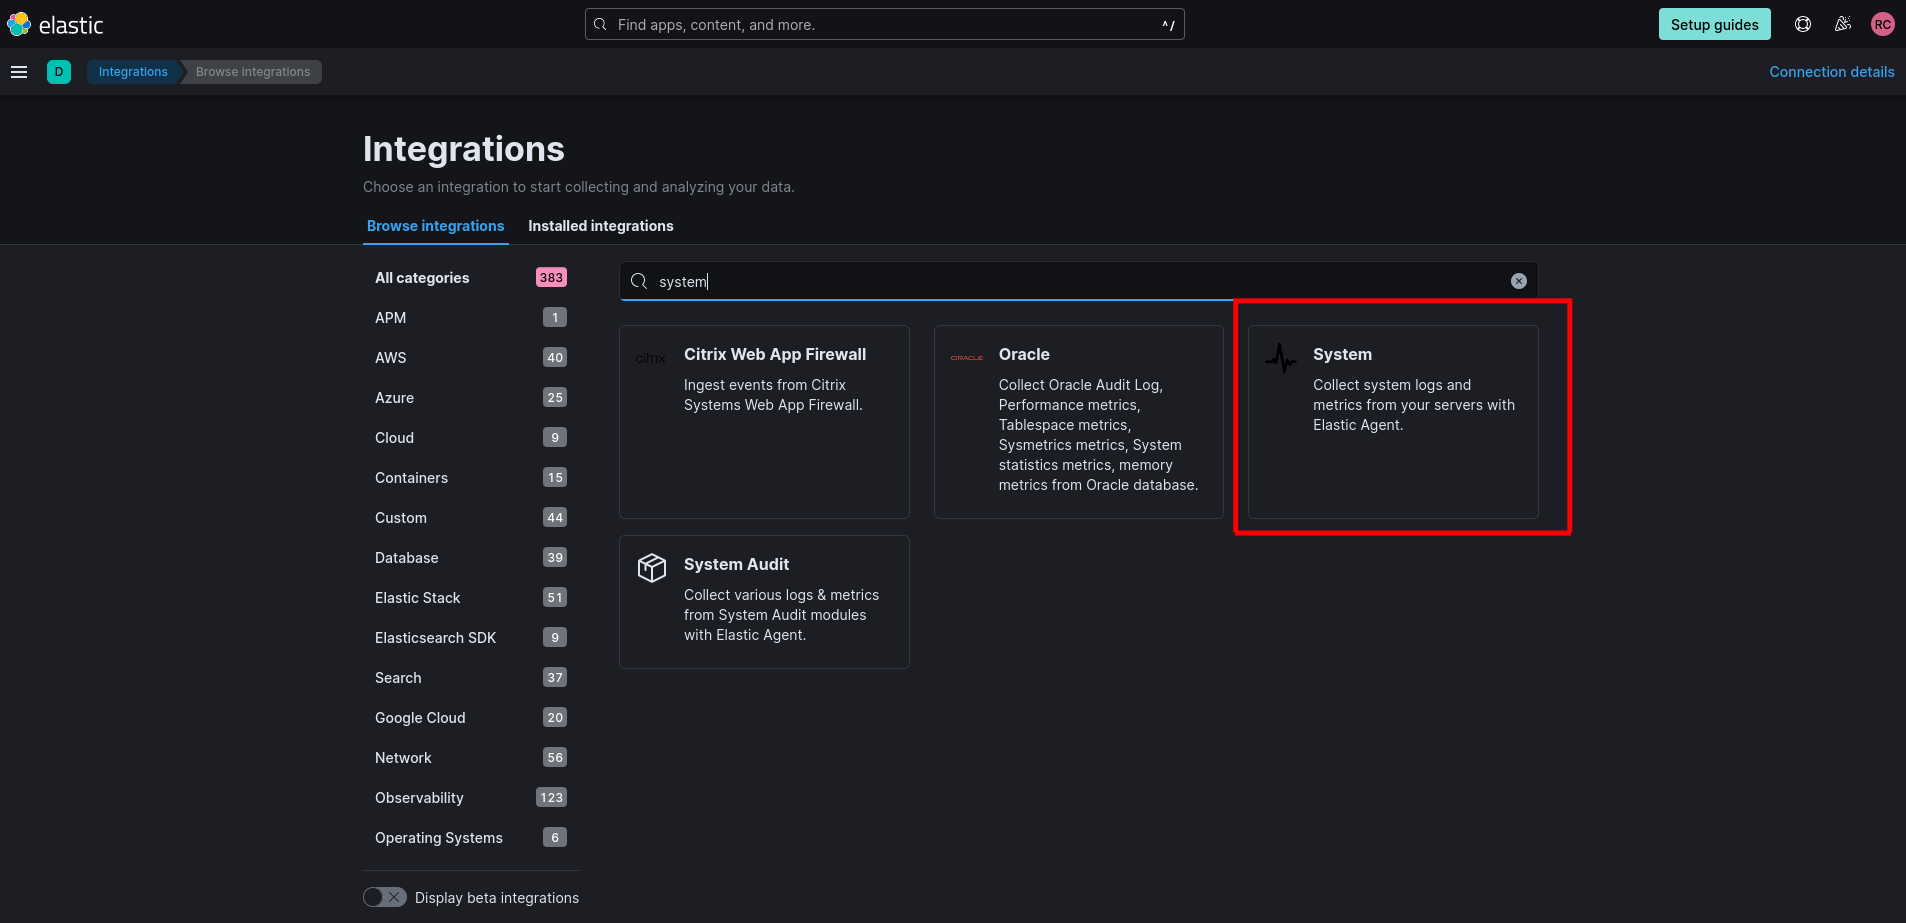 elastic
Find apps, content, and more.
^/
Setup guides
RC
D
Integrations
Browse integrations
Connection details
Integrations
Choose an integration to start collecting and analyzing your data.
Browse integrations
Installed integrations
All categories 383
APM 1
AWS 40
Azure 25
Cloud 9
Containers 15
Custom 44
Database 39
Elastic Stack 51
Elasticsearch SDK 9
Search 37
Google Cloud 20
Network 56
Observability 123
Operating Systems 6
Display beta integrations
system
citrix
Citrix Web App Firewall
Ingest events from Citrix
Systems Web App Firewall.
ORACLE
Oracle
Collect Oracle Audit Log,
Performance metrics,
Tablespace metrics,
Sysmetrics metrics, System
statistics metrics, memory
metrics from Oracle database.
System
Collect system logs and
metrics from your servers with
Elastic Agent.
System Audit
Collect various logs & metrics
from System Audit modules
with Elastic Agent.